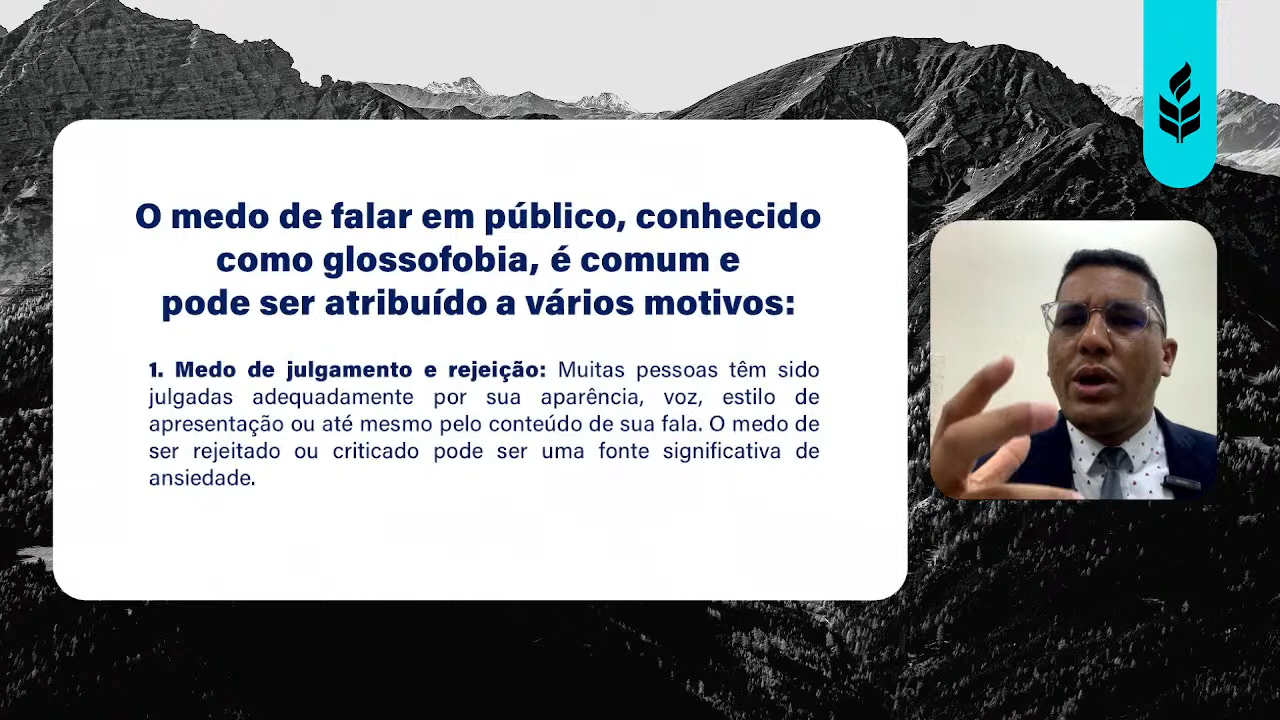 O medo de falar em público, conhecido
como glossofobia, é comum e
pode ser atribuído a vários motivos:
1. Medo de julgamento e rejeição: Muitas pessoas têm sido
julgadas adequadamente por sua aparência, voz, estilo de
apresentação ou até mesmo pelo conteúdo de sua fala. O medo de
ser rejeitado ou criticado pode ser uma fonte significativa de
ansiedade.